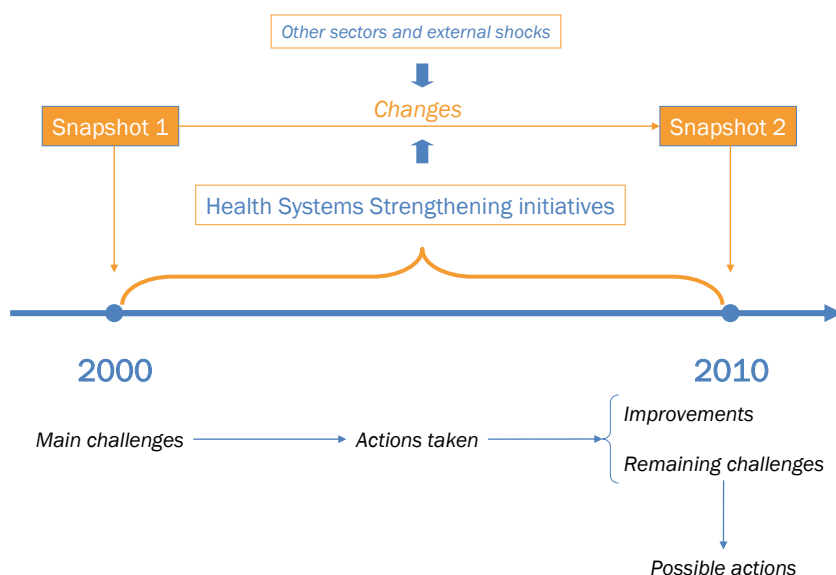 Other sectors and external shocks
Changes
Snapshot 1
Snapshot 2
Health Systems Strengthening initiatives
2000
2010
Improvements
Main challenges
Actions taken
Remaining challenges
Possible actions